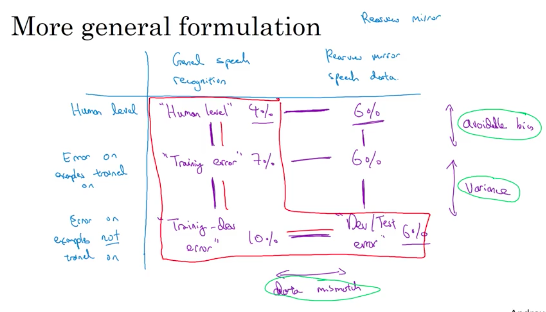 More general formulation
Rearview mirror
General speech
recognition
Rearview mirror
speech data
Human level
"Human level" 4%
6%
avoidable bias
Error on
examples trained
on
"Training error" 7%
6%
Variance
Error on
examples not
trained on
"Training-dev
error" 10%
"Dev/Test
error" 6%
data mismatch
Andrew